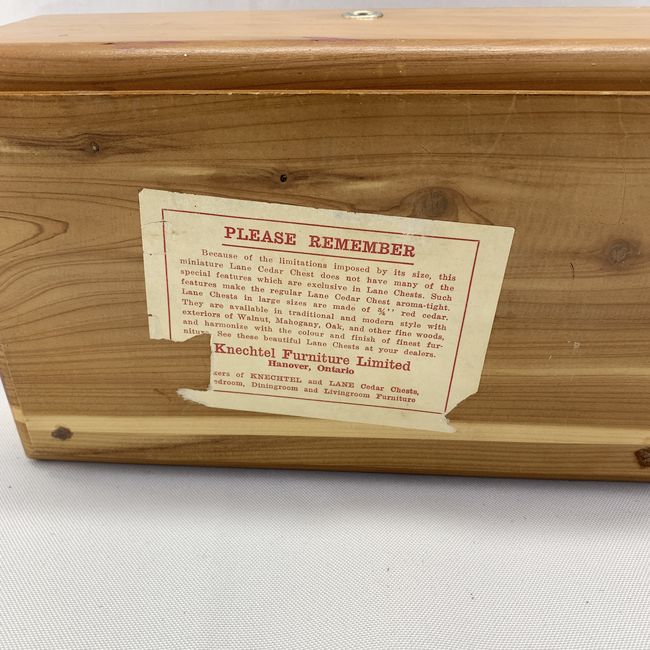 PLEASE REMEMBER
Because of the limitations imposed by its size, this
miniature Lane Cedar Chest does not have many of the
special features which are exclusive in Lane Chests. Such
features make the regular Lane Cedar Chest aroma-tight.
Lane Chests in large sizes are made of ¾'' red cedar.
They are available in traditional and modern style with
exteriors of Walnut, Mahogany, Oak, and other fine woods,
and harmonize with the colour and finish of finest fur-
niture. See these beautiful Lane Chests at your dealers.
Knechtel Furniture Limited
Hanover, Ontario
kers of KNECHTEL and LANE Cedar Chests,
edroom, Diningroom and Livingroom Furniture